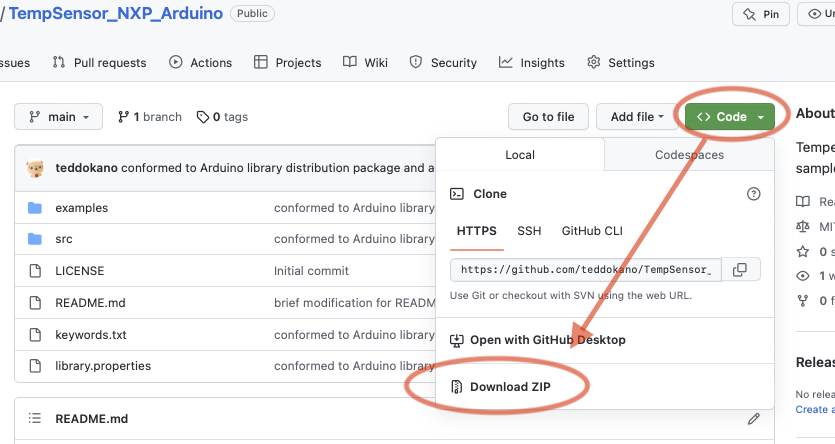 /TempSensor_NXP_Arduino Public
Pin
ssues Pull requests Actions Projects Wiki Security Insights Settings
main 1 branch 0 tags Go to file Add file Code
About
teddokano conformed to Arduino library distribution package and a
examples conformed to Arduino library
src conformed to Arduino library
LICENSE Initial commit
README.md brief modification for README
keywords.txt conformed to Arduino library
library.properties conformed to Arduino library
README.md
Local Codespaces
Clone
HTTPS SSH GitHub CLI
https://github.com/teddokano/TempSensor_
Use Git or checkout with SVN using the web URL.
Open with GitHub Desktop
Download ZIP
Tempe
sample
Rea
MIT
0 s
1 w
0 f
Releas
No relea
Create a